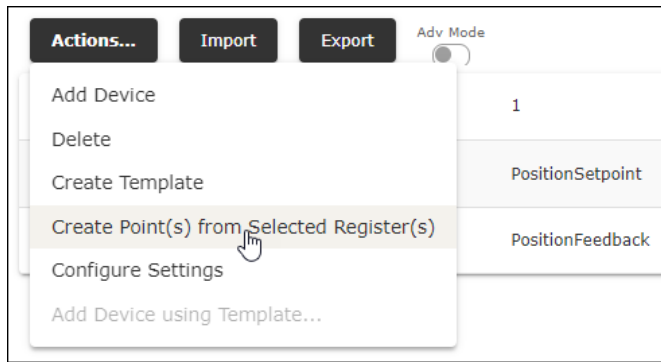 Actions... Import Export Adv Mode
Add Device
1
Delete
Create Template
PositionSetpoint
Create Point(s) from Selected Register(s)
PositionFeedback
Configure Settings
Add Device using Template...